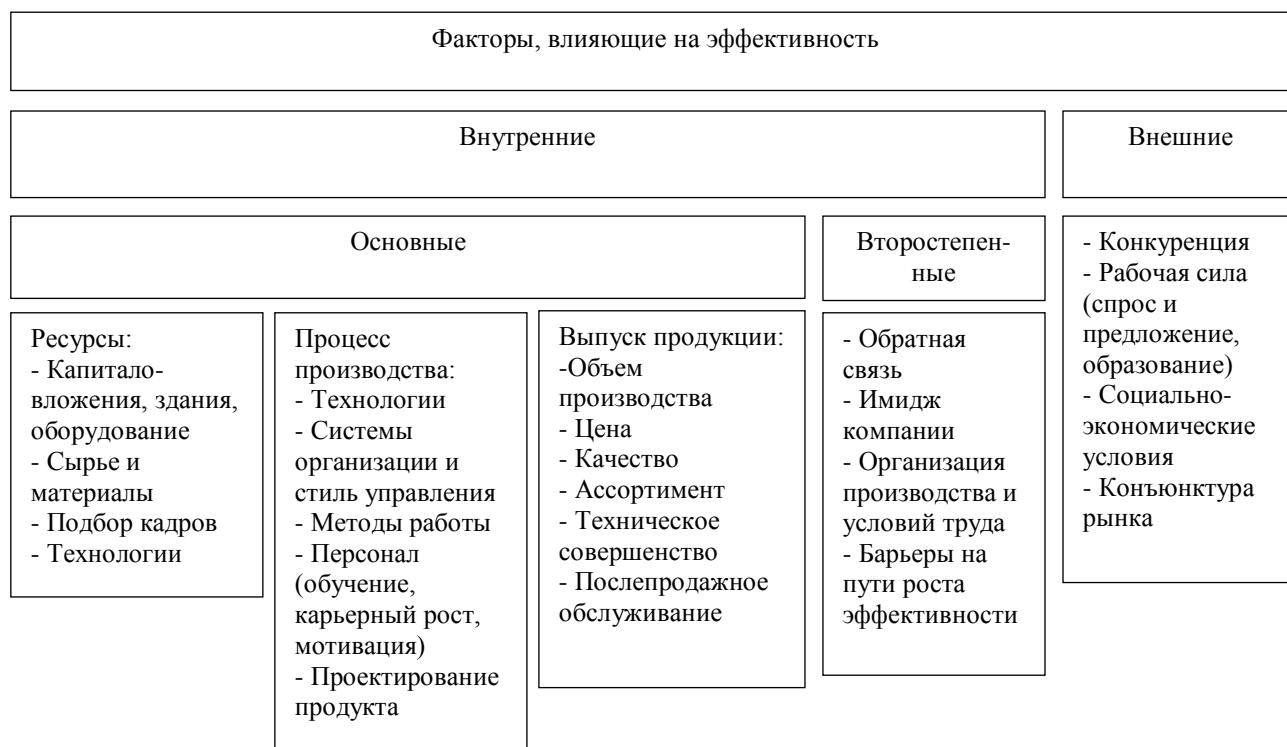 Факторы, влияющие на эффективность
Внутренние
Внешние
Основные
Второстепен-
ные
- Конкуренция
- Рабочая сила
(спрос и
предложение,
образование)
- Социально-
экономические
условия
- Конъюнктура
рынка
Ресурсы:
- Капитало-
вложения, здания,
оборудование
- Сырье и
материалы
- Подбор кадров
- Технологии
Процесс
производства:
- Технологии
- Системы
организации и
стиль управления
- Методы работы
- Персонал
(обучение,
карьерный рост,
мотивация)
- Проектирование
продукта
Выпуск продукции:
-Объем
производства
- Цена
- Качество
- Ассортимент
- Техническое
совершенство
- Послепродажное
обслуживание
- Обратная
связь
- Имидж
компании
- Организация
производства и
условий труда
- Барьеры на
пути роста
эффективности